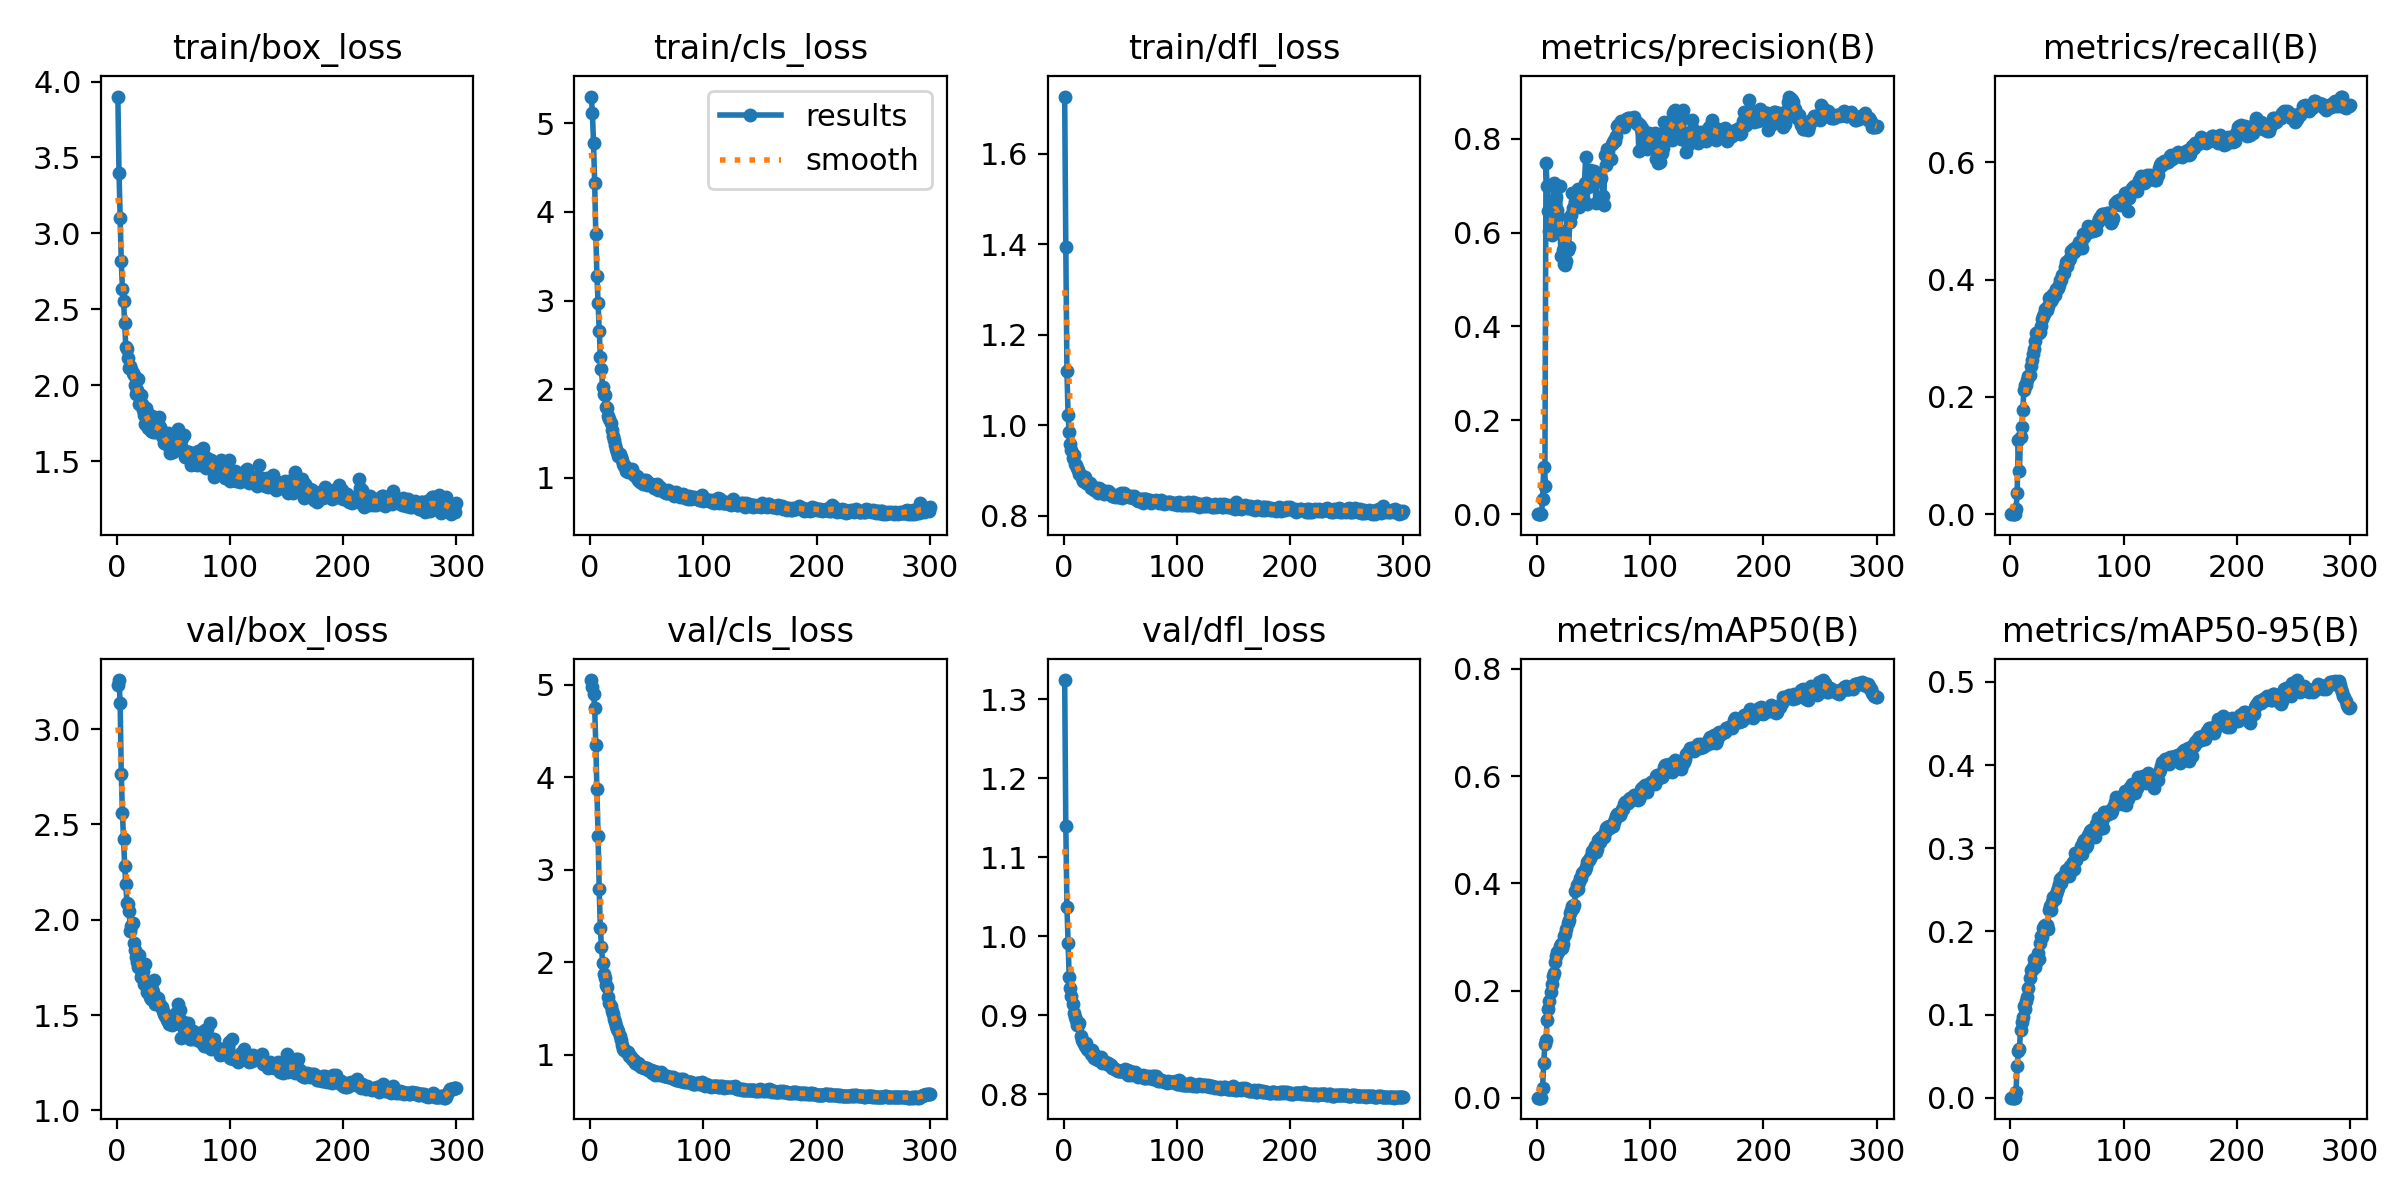 train/box_loss
4.0
3.5
3.0
2.5
2.0
1.5
0 100 200 300
train/cls_loss
results
smooth
5
4
3
2
1
0 100 200 300
train/dfl_loss
1.6
1.4
1.2
1.0
0.8
0 100 200 300
metrics/precision(B)
0.8
0.6
0.4
0.2
0.0
0 100 200 300
metrics/recall(B)
0.6
0.4
0.2
0.0
0 100 200 300
val/box_loss
3.0
2.5
2.0
1.5
1.0
0 100 200 300
val/cls_loss
5
4
3
2
1
0 100 200 300
val/dfl_loss
1.3
1.2
1.1
1.0
0.9
0.8
0 100 200 300
metrics/mAP50(B)
0.8
0.6
0.4
0.2
0.0
0 100 200 300
metrics/mAP50-95(B)
0.5
0.4
0.3
0.2
0.1
0.0
0 100 200 300